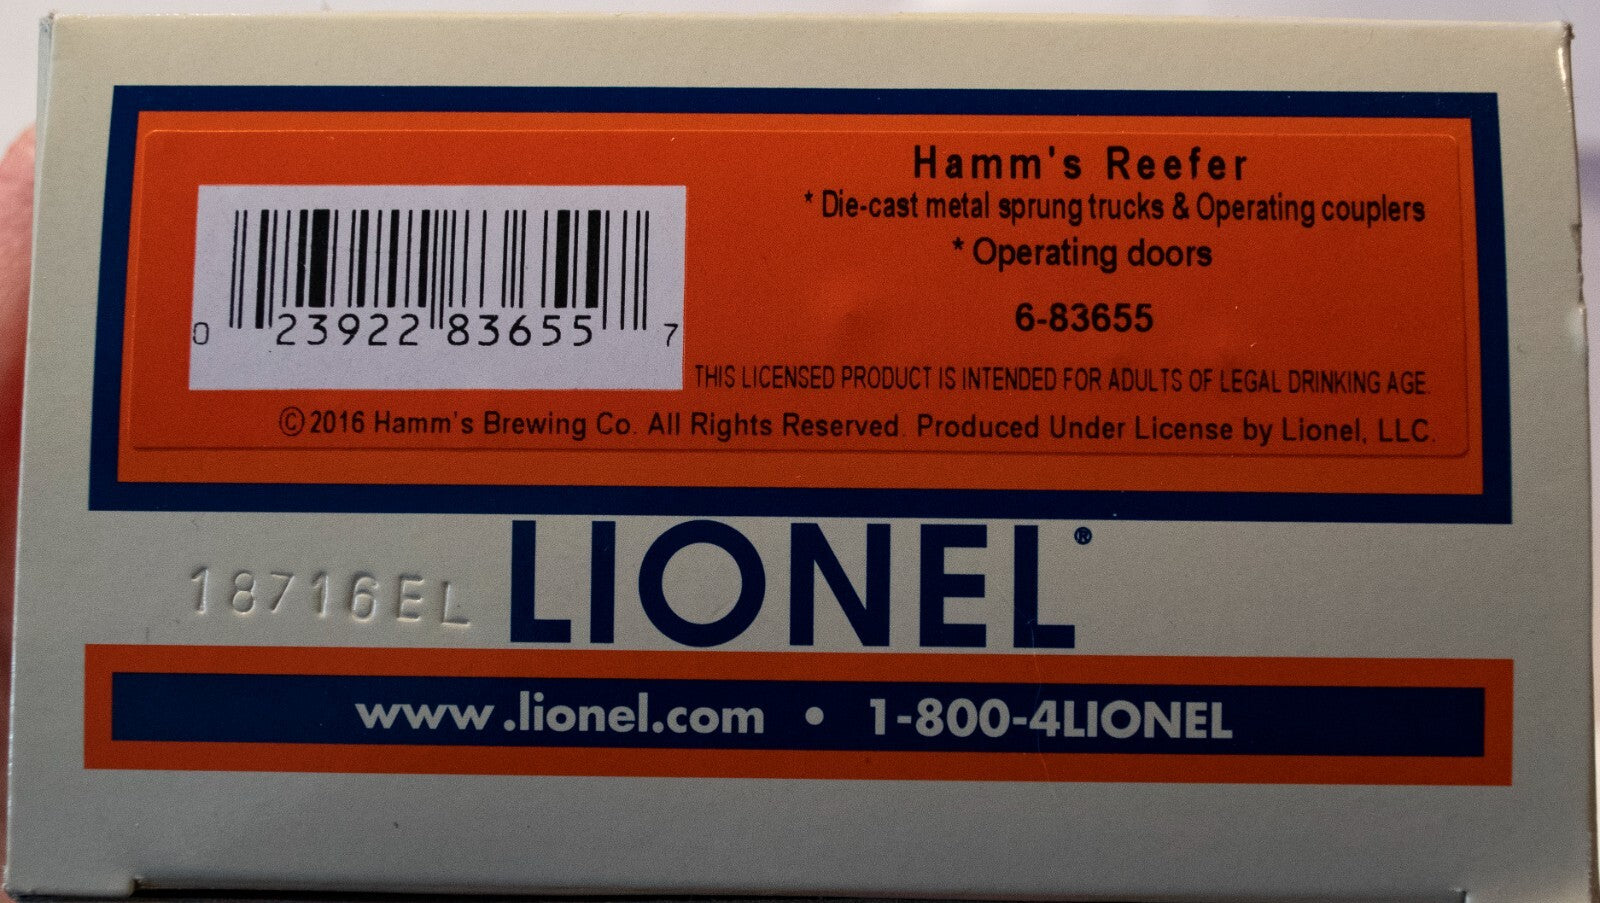 Hamm's Reefer
* Die-cast metal sprung trucks & Operating couplers
* Operating doors
6-83655
0 23922 83655 7
THIS LICENSED PRODUCT IS INTENDED FOR ADULTS OF LEGAL DRINKING AGE.
©2016 Hamm's Brewing Co. All Rights Reserved. Produced Under License by Lionel, LLC.
LIONEL®
18716EL
www.lionel.com • 1-800-4LIONEL